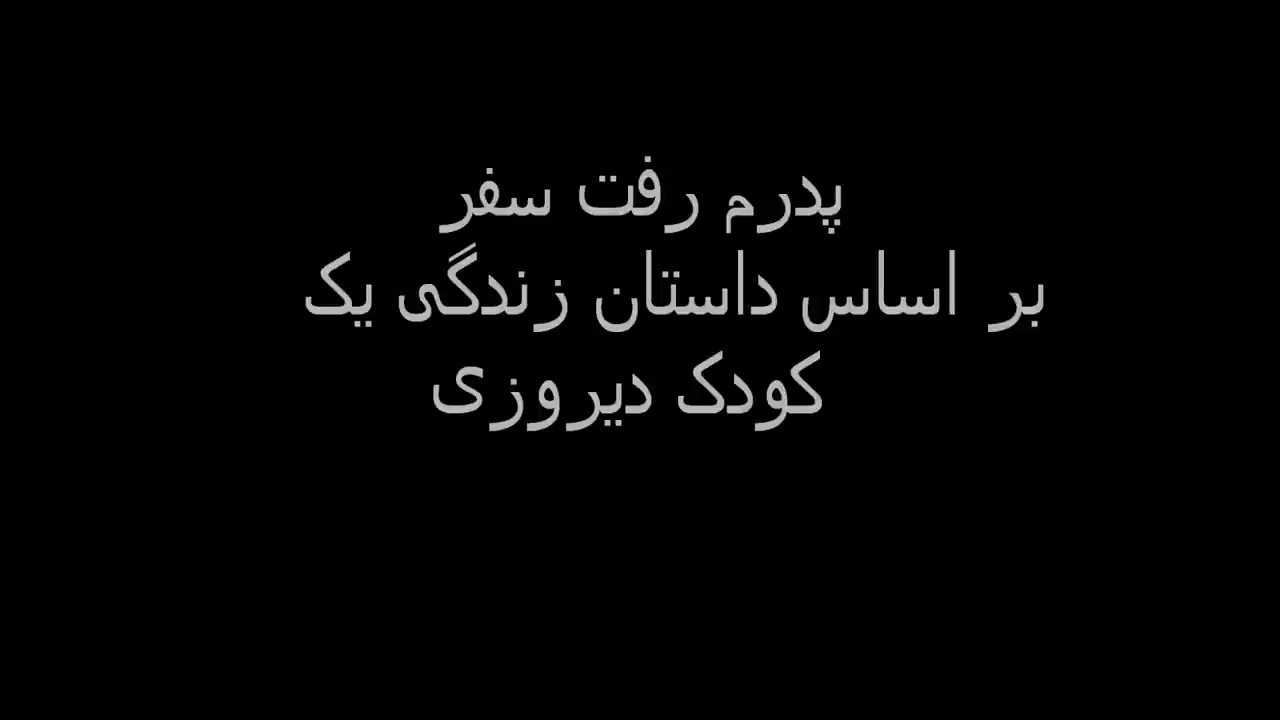 پدرم رفت سفر
بر اساس داستان زندگی یک
کودک دیروزی